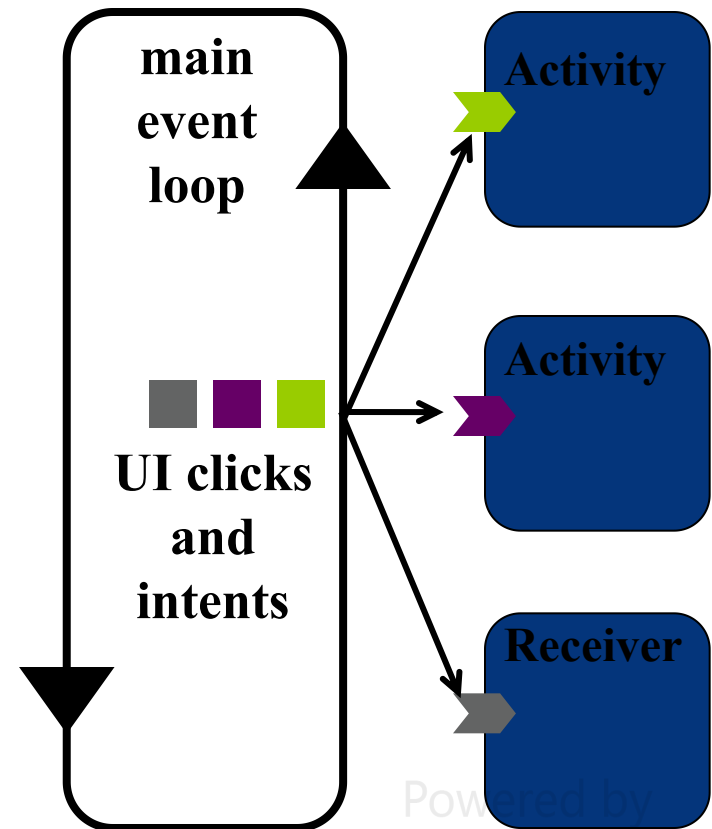 main
event
loop
UI clicks
and
intents
Activity
Activity
Receiver
Powered by